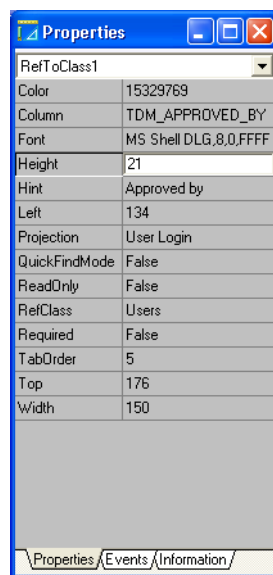 Properties
RefToClass1
Color 15329769
Column TDM_APPROVED_BY
Font MS Shell DLG,8,0,FFFF
Height 21
Hint Approved by
Left 134
Projection User Login
QuickFindMode False
ReadOnly False
RefClass Users
Required False
TabOrder 5
Top 176
Width 150
Properties Events Information